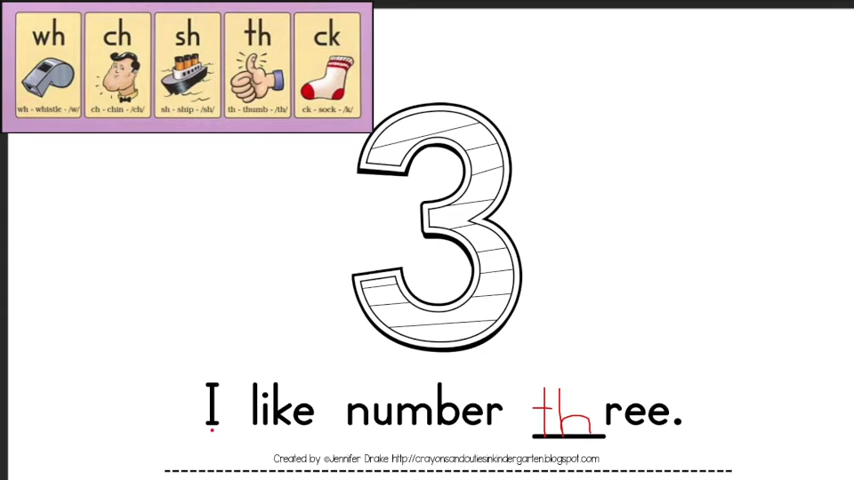 wh ch sh th ck
wh - whistle - /w/ ch - chin - /ch/ sh - ship - /sh/ th - thumb - /th/ ck - sock - /k/
3
I like number three.
Created by ©Jennifer Drake http://crayonsandcutiesinkindergarten.blogspot.com